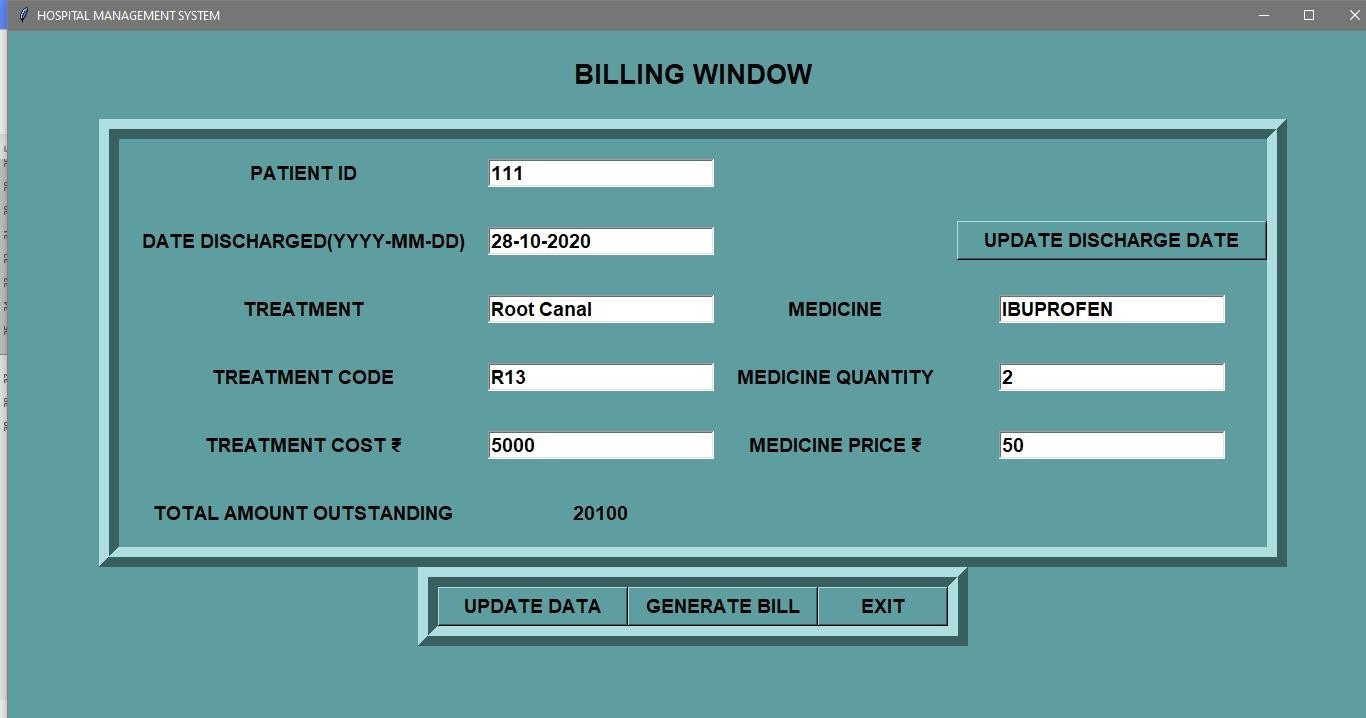 HOSPITAL MANAGEMENT SYSTEM
BILLING WINDOW
PATIENT ID 111
DATE DISCHARGED(YYYY-MM-DD) 28-10-2020 UPDATE DISCHARGE DATE
TREATMENT Root Canal MEDICINE IBUPROFEN
TREATMENT CODE R13 MEDICINE QUANTITY 2
TREATMENT COST ₹ 5000 MEDICINE PRICE ₹ 50
TOTAL AMOUNT OUTSTANDING 20100
UPDATE DATA GENERATE BILL EXIT